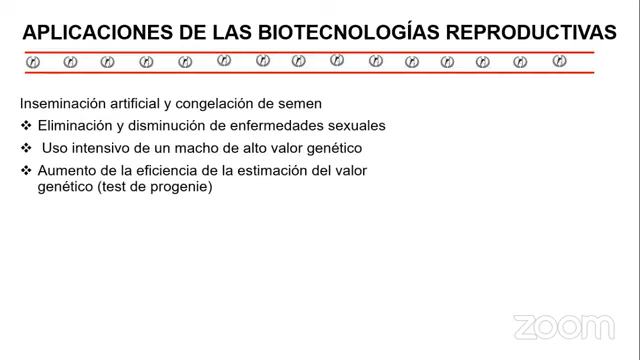 APLICACIONES DE LAS BIOTECNOLOGÍAS REPRODUCTIVAS
Inseminación artificial y congelación de semen
❖ Eliminación y disminución de enfermedades sexuales
❖ Uso intensivo de un macho de alto valor genético
❖ Aumento de la eficiencia de la estimación del valor
genético (test de progenie)
zoom